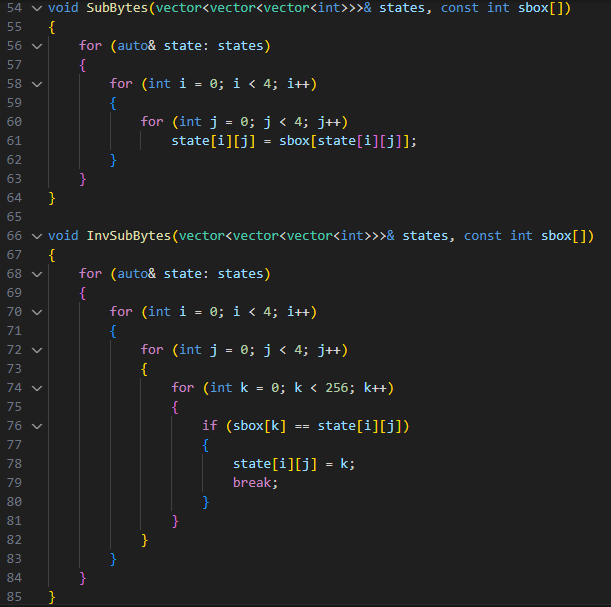 54 void SubBytes(vector<vector<vector<int>>>& states, const int sbox[])
55 {
56     for (auto& state: states)
57     {
58         for (int i = 0; i < 4; i++)
59         {
60             for (int j = 0; j < 4; j++)
61                 state[i][j] = sbox[state[i][j]];
62         }
63     }
64 }
65
66 void InvSubBytes(vector<vector<vector<int>>>& states, const int sbox[])
67 {
68     for (auto& state: states)
69     {
70         for (int i = 0; i < 4; i++)
71         {
72             for (int j = 0; j < 4; j++)
73             {
74                 for (int k = 0; k < 256; k++)
75                 {
76                     if (sbox[k] == state[i][j])
77                     {
78                         state[i][j] = k;
79                         break;
80                     }
81                 }
82             }
83         }
84     }
85 }